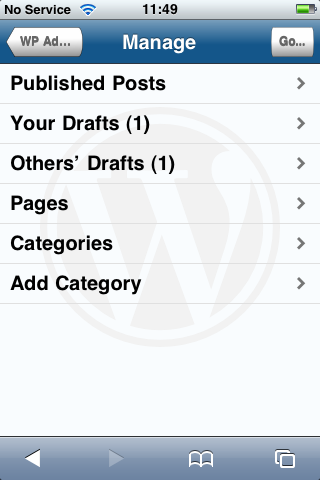 No Service 11:49
WP Ad... Manage Go...
Published Posts
Your Drafts (1)
Others’ Drafts (1)
Pages
Categories
Add Category